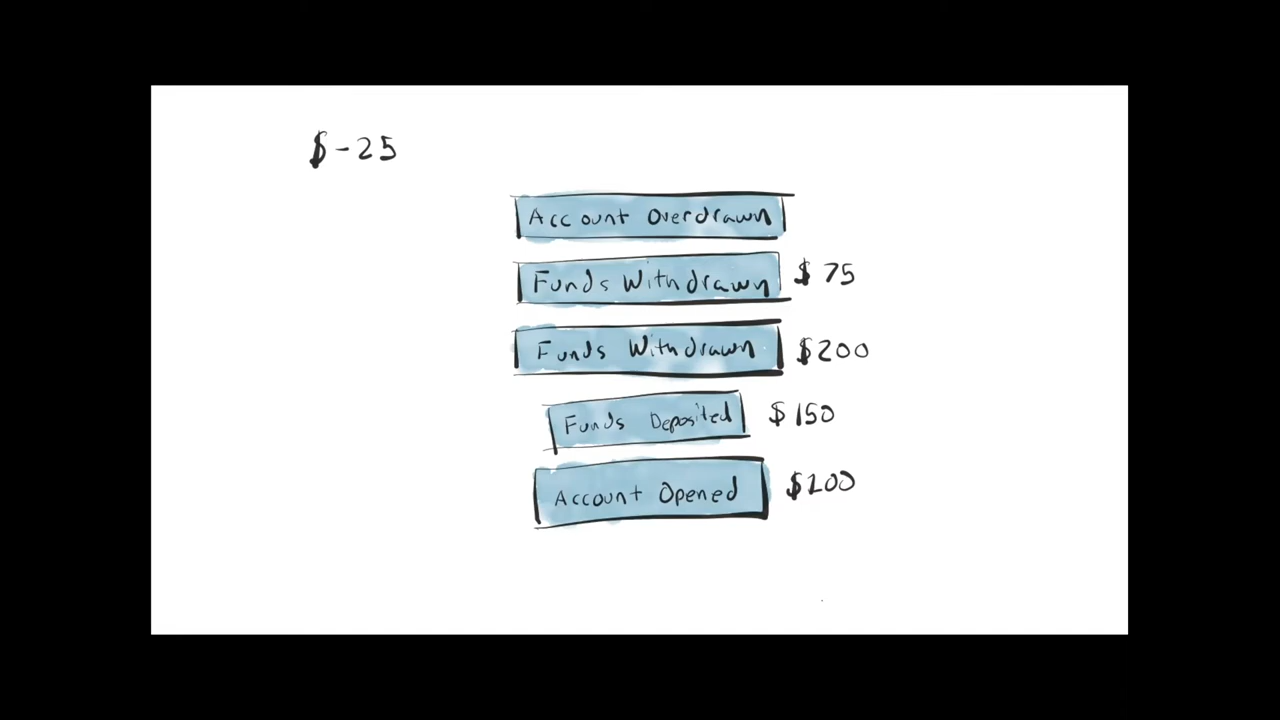 $-25
Account Overdrawn
Funds Withdrawn $75
Funds Withdrawn $200
Funds Deposited $150
Account Opened $100